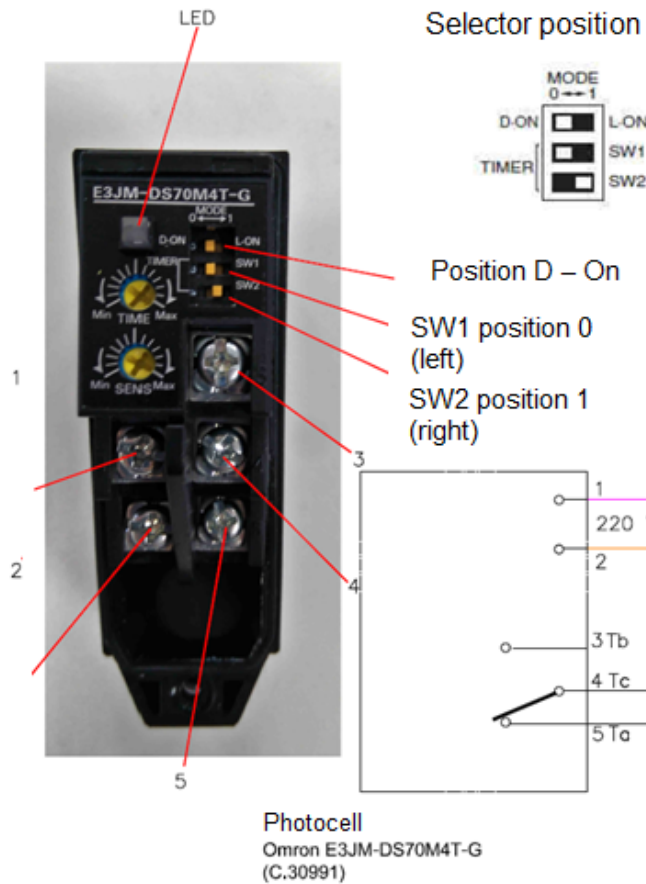 LED
Selector position
MODE
0 ↔ 1
D-ON
L-ON
TIMER
SW1
SW2
E3JM-DS70M4T-G
MODE
0 ↔ 1
D-ON
L-ON
TIMER
SW1
SW2
Min TIME Max
Min SENS Max
Position D – On
SW1 position 0
(left)
SW2 position 1
(right)
1
2
3
4
5
1
220
2
3 Tb
4 Tc
5 Ta
Photocell
Omron E3JM-DS70M4T-G
(C.30991)